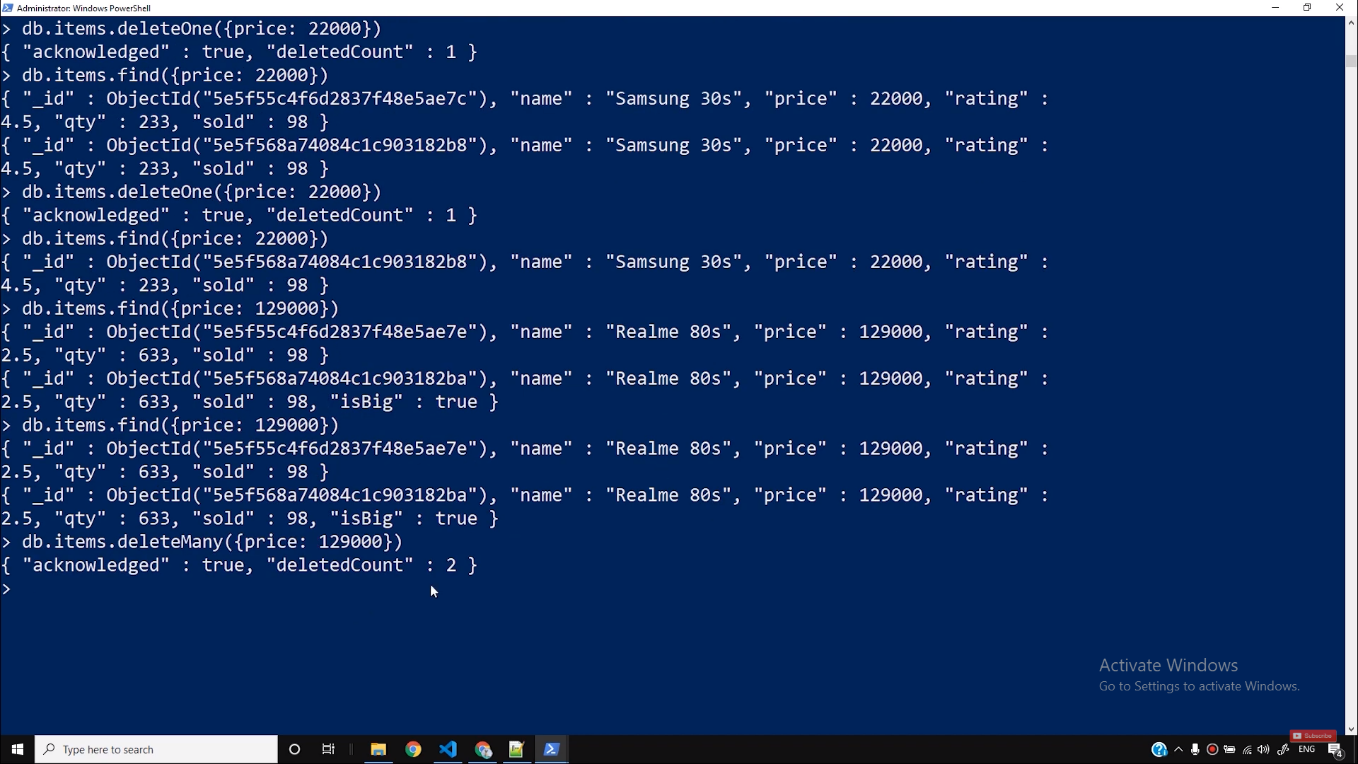 Administrator: Windows PowerShell
> db.items.deleteOne({price: 22000})
{ "acknowledged" : true, "deletedCount" : 1 }
> db.items.find({price: 22000})
{ "_id" : ObjectId("5e5f55c4f6d2837f48e5ae7c"), "name" : "Samsung 30s", "price" : 22000, "rating" :
4.5, "qty" : 233, "sold" : 98 }
{ "_id" : ObjectId("5e5f568a74084c1c903182b8"), "name" : "Samsung 30s", "price" : 22000, "rating" :
4.5, "qty" : 233, "sold" : 98 }
> db.items.deleteOne({price: 22000})
{ "acknowledged" : true, "deletedCount" : 1 }
> db.items.find({price: 22000})
{ "_id" : ObjectId("5e5f568a74084c1c903182b8"), "name" : "Samsung 30s", "price" : 22000, "rating" :
4.5, "qty" : 233, "sold" : 98 }
> db.items.find({price: 129000})
{ "_id" : ObjectId("5e5f55c4f6d2837f48e5ae7e"), "name" : "Realme 80s", "price" : 129000, "rating" :
2.5, "qty" : 633, "sold" : 98 }
{ "_id" : ObjectId("5e5f568a74084c1c903182ba"), "name" : "Realme 80s", "price" : 129000, "rating" :
2.5, "qty" : 633, "sold" : 98, "isBig" : true }
> db.items.find({price: 129000})
{ "_id" : ObjectId("5e5f55c4f6d2837f48e5ae7e"), "name" : "Realme 80s", "price" : 129000, "rating" :
2.5, "qty" : 633, "sold" : 98 }
{ "_id" : ObjectId("5e5f568a74084c1c903182ba"), "name" : "Realme 80s", "price" : 129000, "rating" :
2.5, "qty" : 633, "sold" : 98, "isBig" : true }
> db.items.deleteMany({price: 129000})
{ "acknowledged" : true, "deletedCount" : 2 }
>
Activate Windows
Go to Settings to activate Windows.
Subscribe
Type here to search
ENG
4